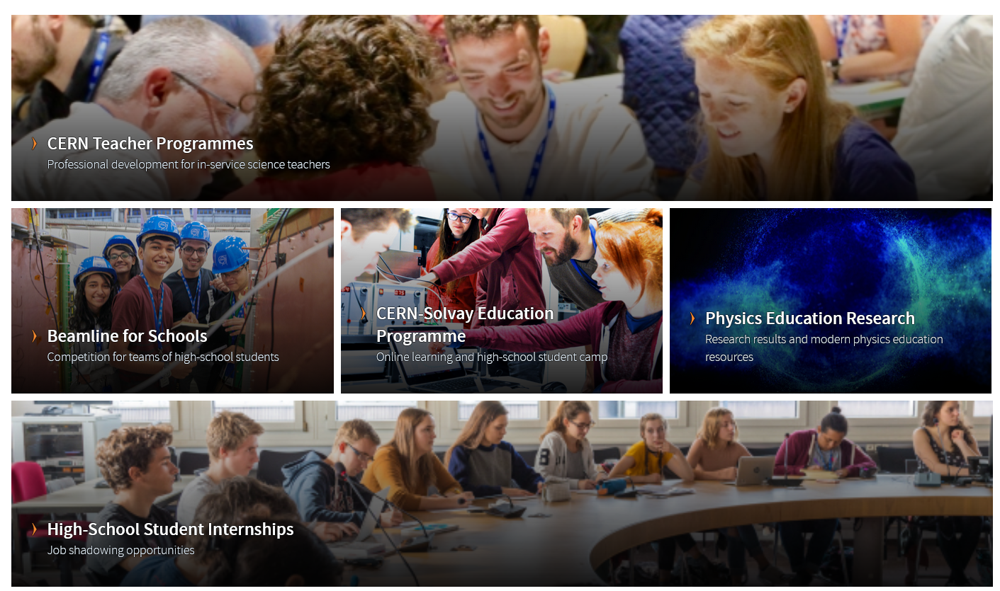 CERN Teacher Programmes
Professional development for in-service science teachers
Beamline for Schools
Competition for teams of high-school students
CERN-Solvay Education
Programme
Online learning and high-school student camp
Physics Education Research
Research results and modern physics education
resources
High-School Student Internships
Job shadowing opportunities